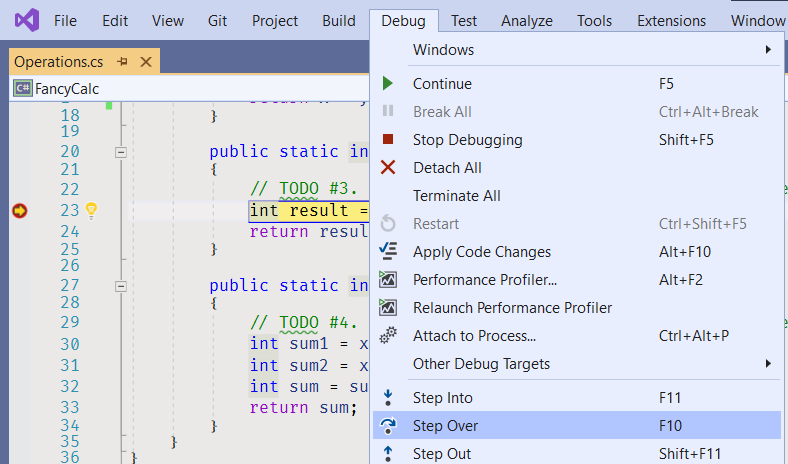 File Edit View Git Project Build Debug Test Analyze Tools Extensions Window
Operations.cs
C# FancyCalc
18 }
19
20 public static in
21 {
22 // TODO #3.
23 int result =
24 return resul
25 }
26
27 public static in
28 {
29 // TODO #4.
30 int sum1 = x
31 int sum2 = x
32 int sum = su
33 return sum;
34 }
35 }
36 }
Windows
Continue F5
Break All Ctrl+Alt+Break
Stop Debugging Shift+F5
Detach All
Terminate All
Restart Ctrl+Shift+F5
Apply Code Changes Alt+F10
Performance Profiler... Alt+F2
Relaunch Performance Profiler
Attach to Process... Ctrl+Alt+P
Other Debug Targets
Step Into F11
Step Over F10
Step Out Shift+F11